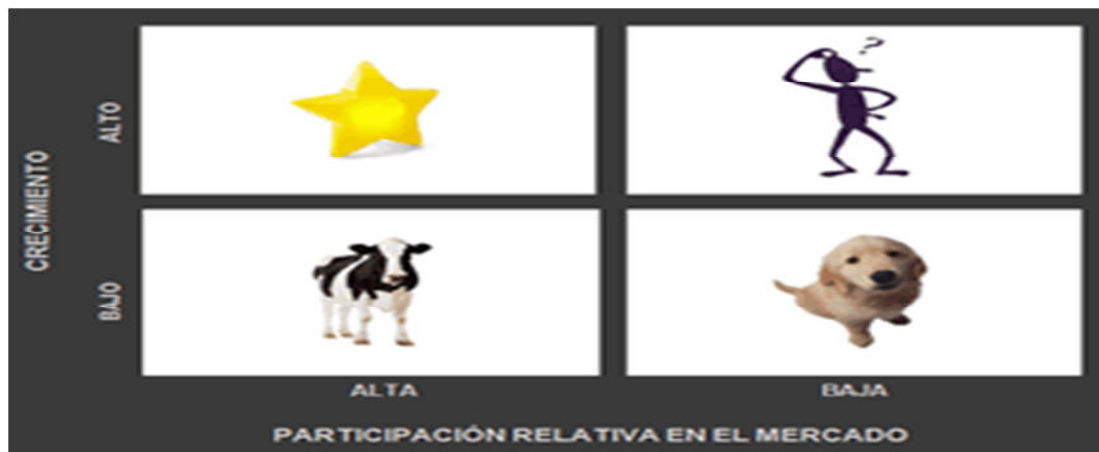 ?
ALTO
CRECIMIENTO
BAJO
ALTA
BAJA
PARTICIPACIÓN RELATIVA EN EL MERCADO